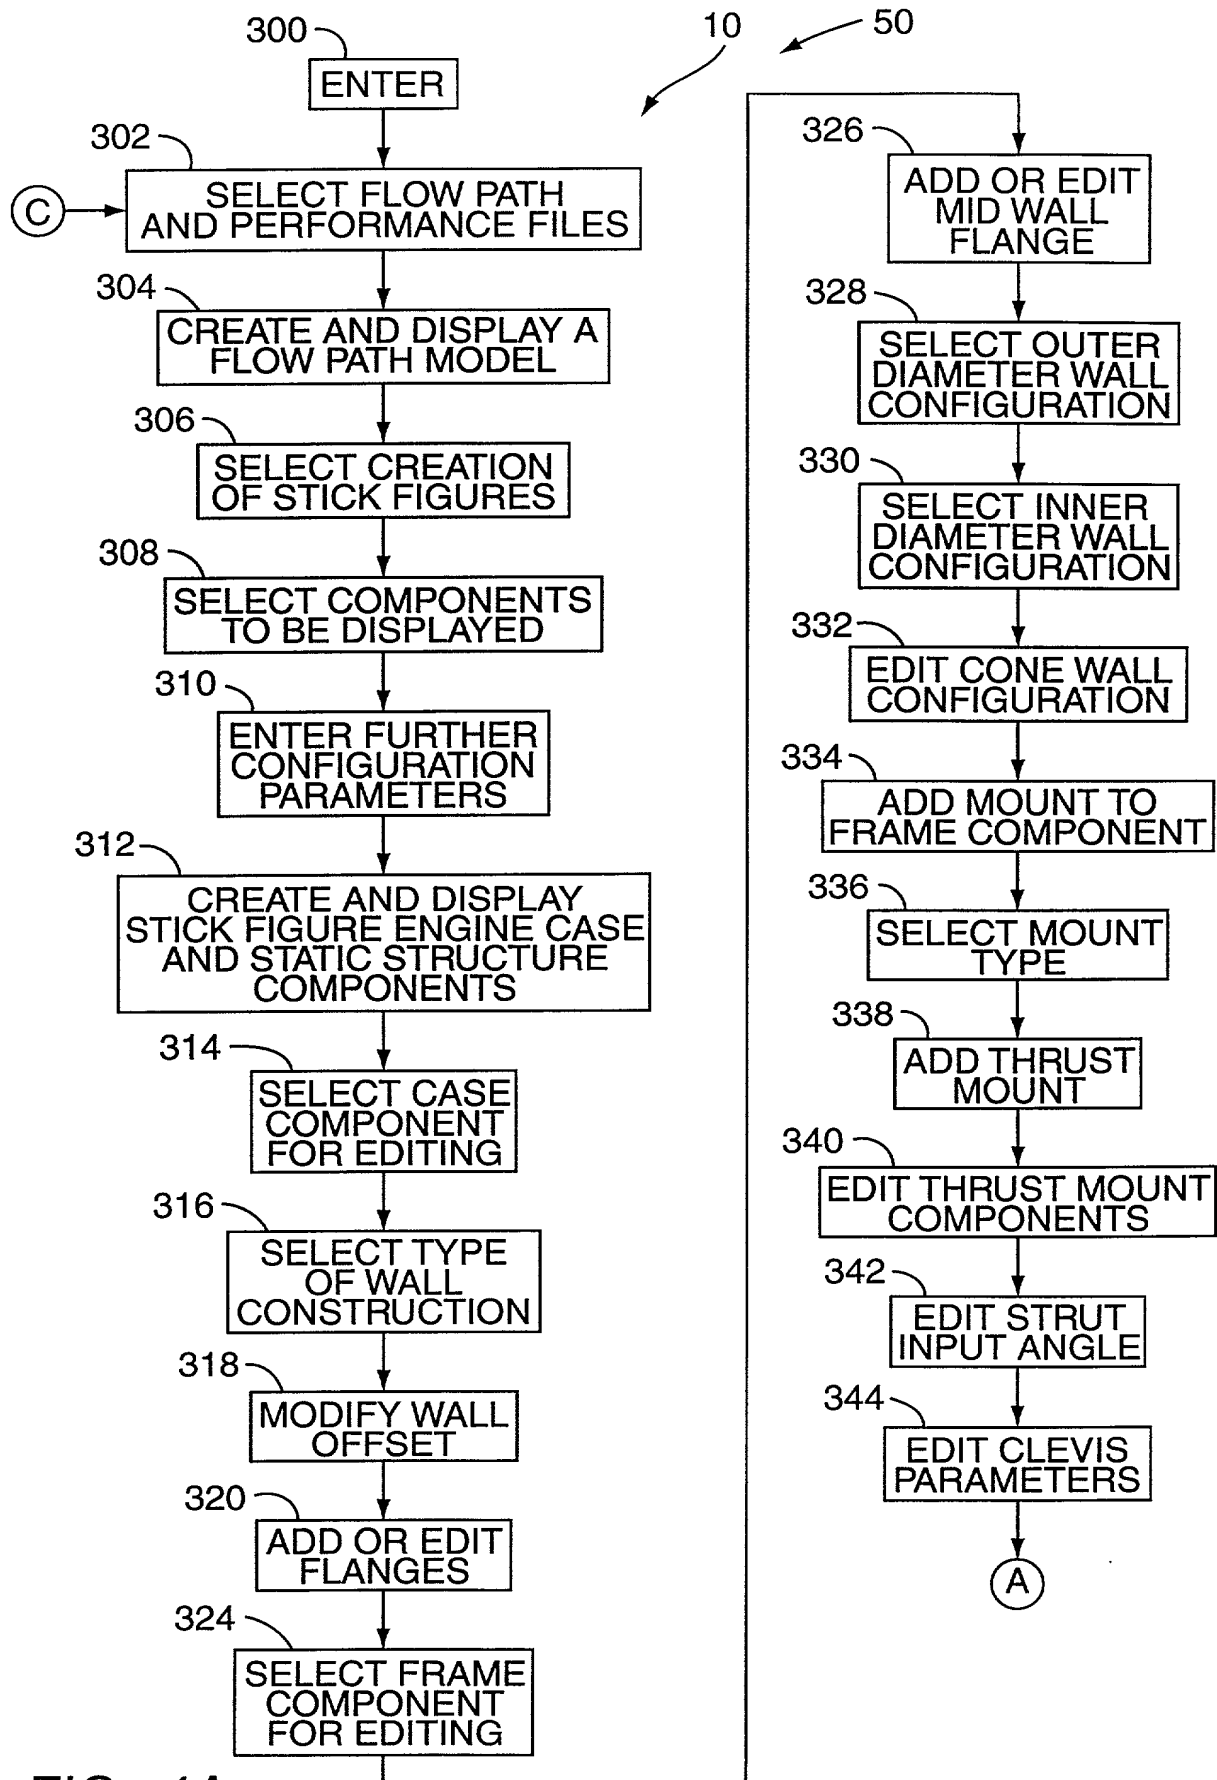 10
50
300
ENTER
302
C
SELECT FLOW PATH
AND PERFORMANCE FILES
304
CREATE AND DISPLAY A
FLOW PATH MODEL
306
SELECT CREATION
OF STICK FIGURES
308
SELECT COMPONENTS
TO BE DISPLAYED
310
ENTER FURTHER
CONFIGURATION
PARAMETERS
312
CREATE AND DISPLAY
STICK FIGURE ENGINE CASE
AND STATIC STRUCTURE
COMPONENTS
314
SELECT CASE
COMPONENT
FOR EDITING
316
SELECT TYPE
OF WALL
CONSTRUCTION
318
MODIFY WALL
OFFSET
320
ADD OR EDIT
FLANGES
324
SELECT FRAME
COMPONENT
FOR EDITING
326
ADD OR EDIT
MID WALL
FLANGE
328
SELECT OUTER
DIAMETER WALL
CONFIGURATION
330
SELECT INNER
DIAMETER WALL
CONFIGURATION
332
EDIT CONE WALL
CONFIGURATION
334
ADD MOUNT TO
FRAME COMPONENT
336
SELECT MOUNT
TYPE
338
ADD THRUST
MOUNT
340
EDIT THRUST MOUNT
COMPONENTS
342
EDIT STRUT
INPUT ANGLE
344
EDIT CLEVIS
PARAMETERS
A